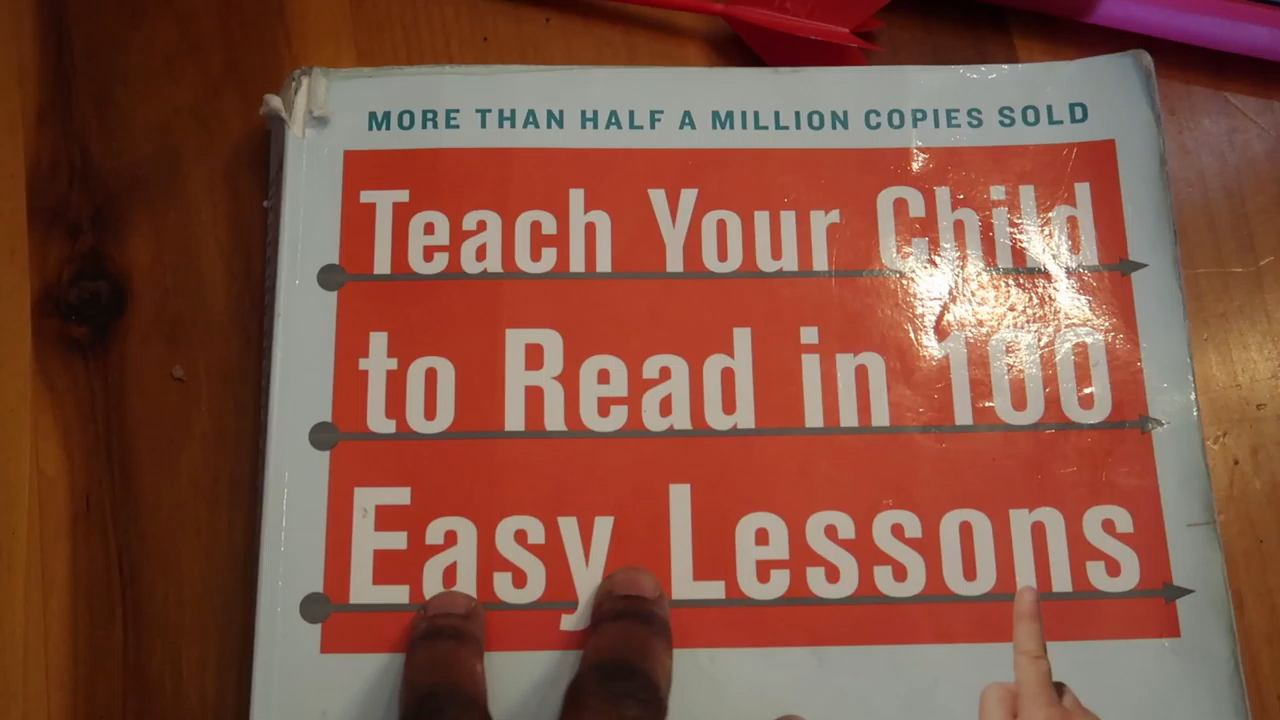 MORE THAN HALF A MILLION COPIES SOLD
Teach Your Child
to Read in 100
Easy Lessons